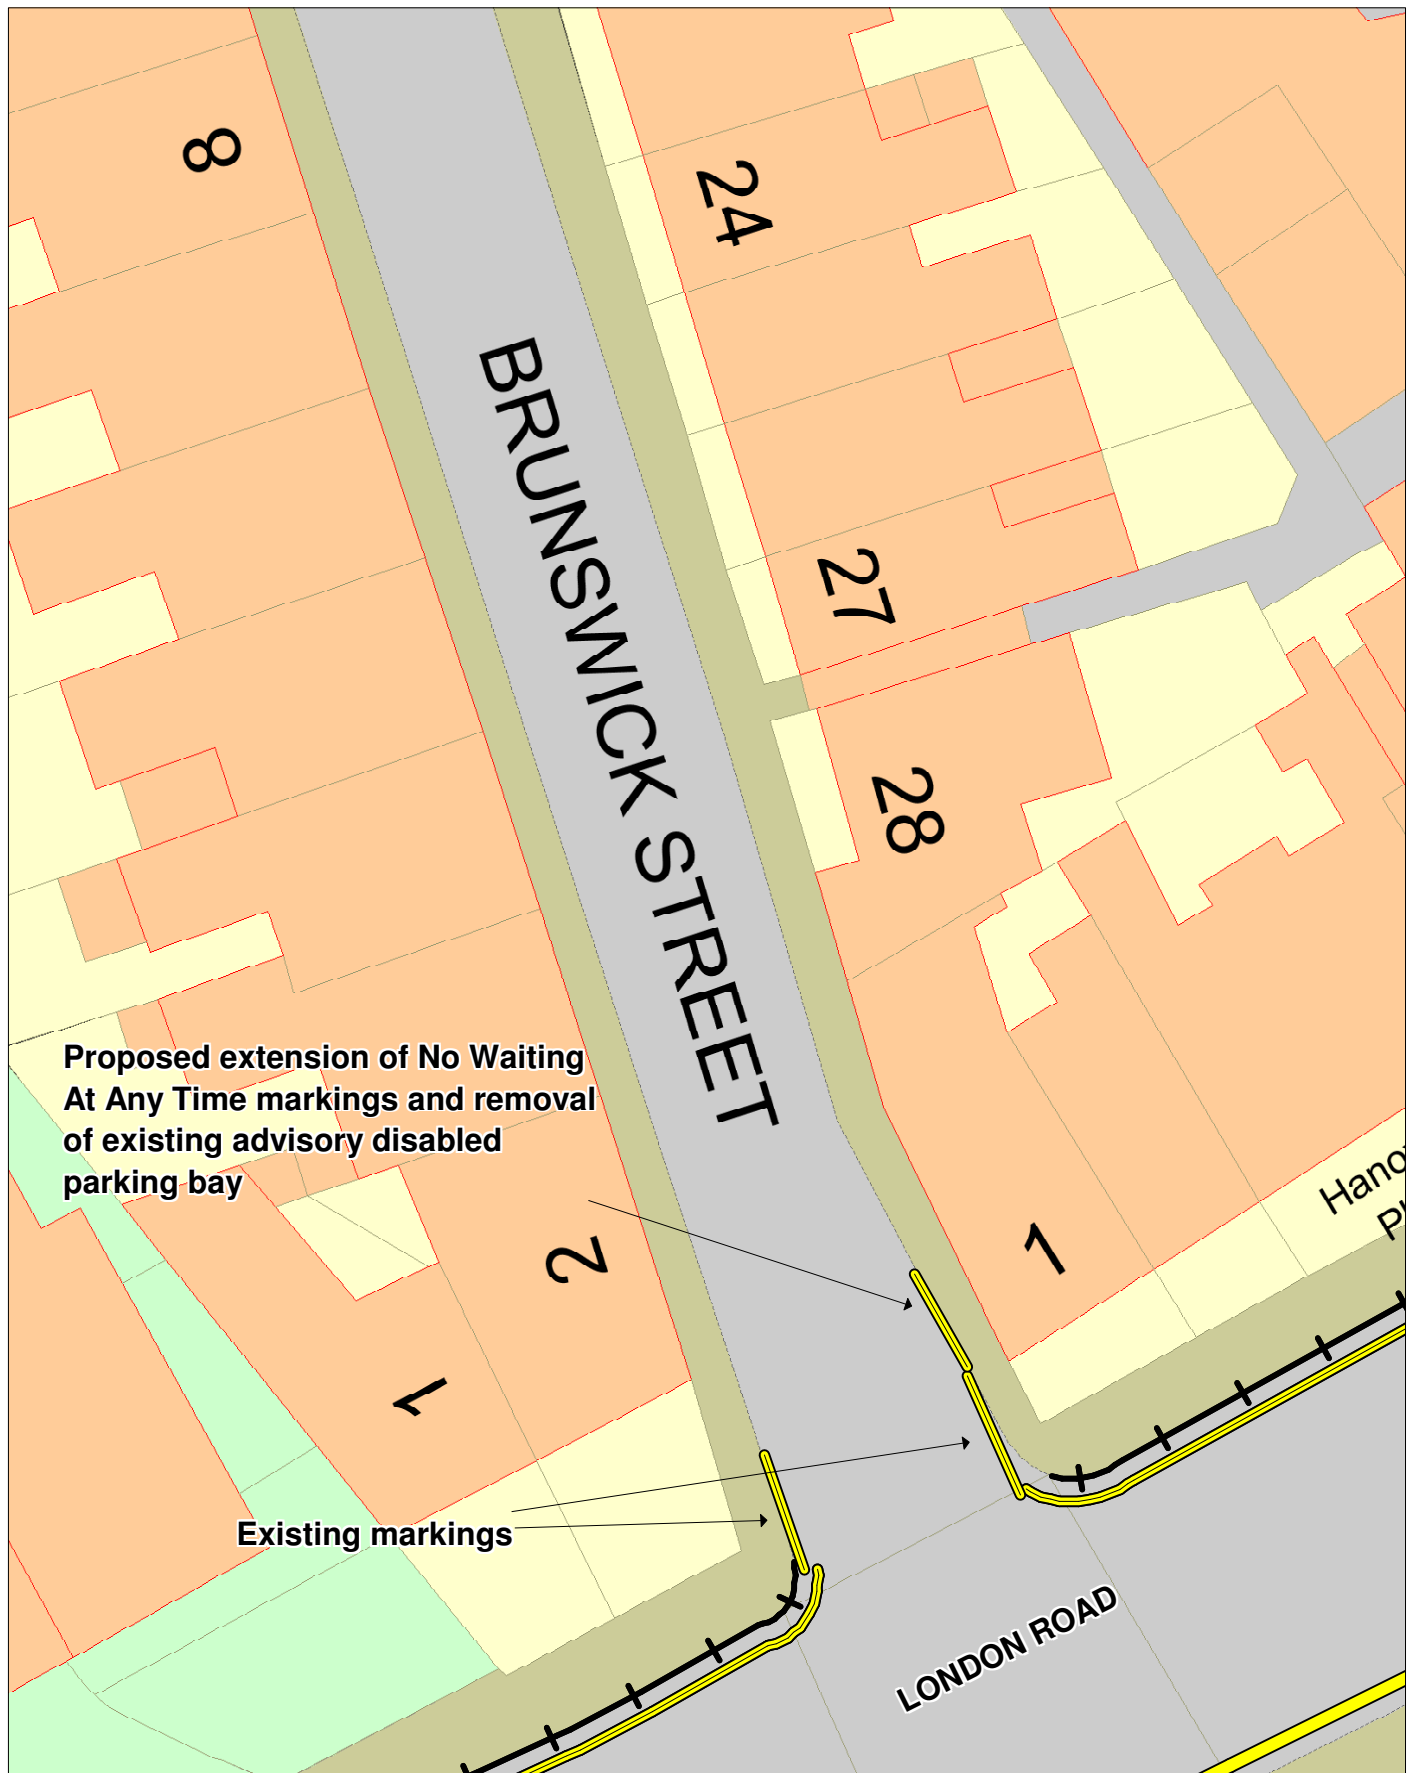 8
24
BRUNSWICK STREET
27
28
Proposed extension of No Waiting
At Any Time markings and removal
of existing advisory disabled
parking bay
2
1
1
Existing markings
LONDON ROAD